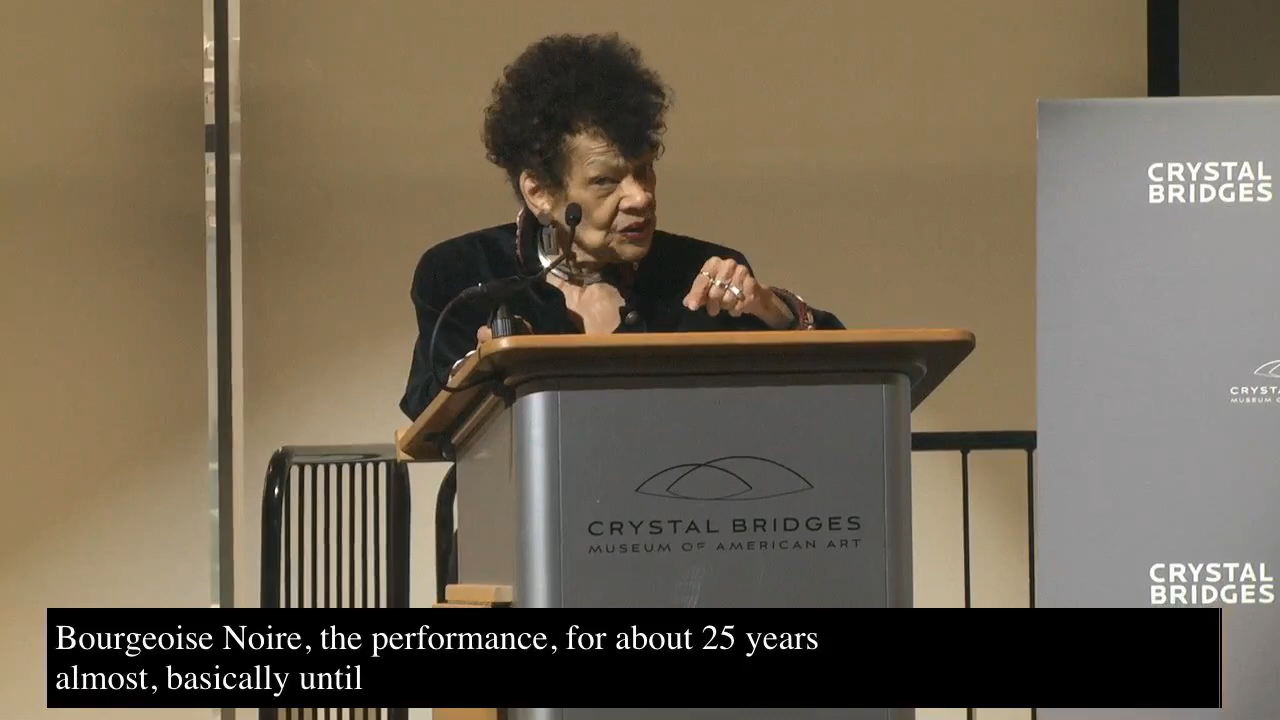 CRYSTAL
BRIDGES
CRYSTAL BRIDGES
MUSEUM OF AMERICAN ART
CRYSTAL
BRIDGES
Bourgeoise Noire, the performance, for about 25 years
almost, basically until